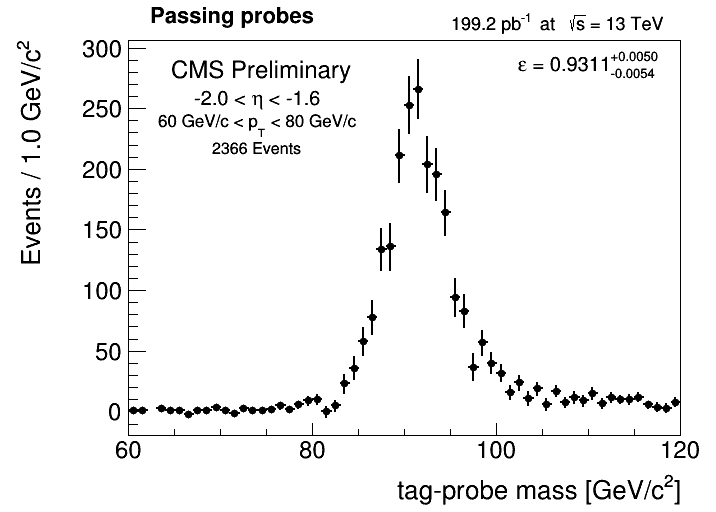 Passing probes
199.2 pb⁻¹ at √s = 13 TeV
CMS Preliminary
ε = 0.9311 +0.0050 -0.0054
-2.0 < η < -1.6
60 GeV/c < p_T < 80 GeV/c
2366 Events
Events / 1.0 GeV/c²
300
250
200
150
100
50
0
60 80 100 120
tag-probe mass [GeV/c²]